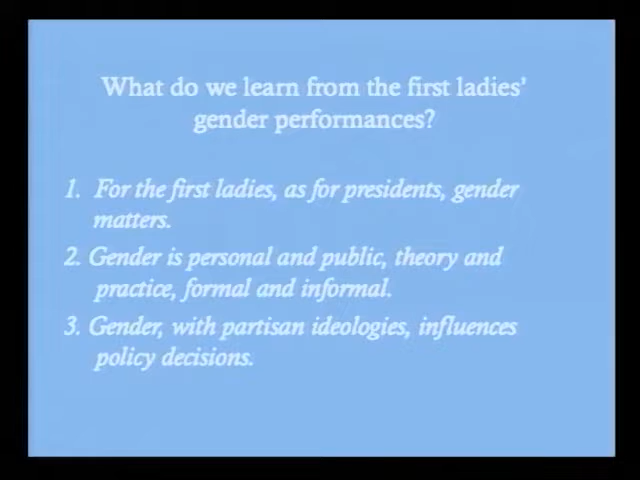 What do we learn from the first ladies’
gender performances?
1. For the first ladies, as for presidents, gender
matters.
2. Gender is personal and public, theory and
practice, formal and informal.
3. Gender, with partisan ideologies, influences
policy decisions.